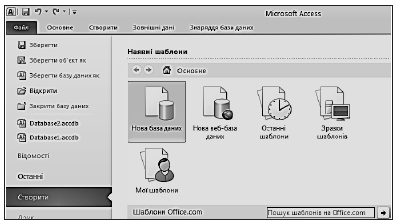 Microsoft Access
Файл Основне Створити Зовнішні дані Знаряддя база даних
Зберегти
Зберегти об'єкт як
Зберегти базу даних як
Відкрити
Закрити базу даних
Database2.accdb
Database1.accdb
Відомості
Останні
Створити
Друк
Наявні шаблони
Основне
Нова база даних
Нова веб-база даних
Останні шаблони
Зразки шаблонів
Мої шаблони
Шаблони Office.com
Пошук шаблонів на Office.com